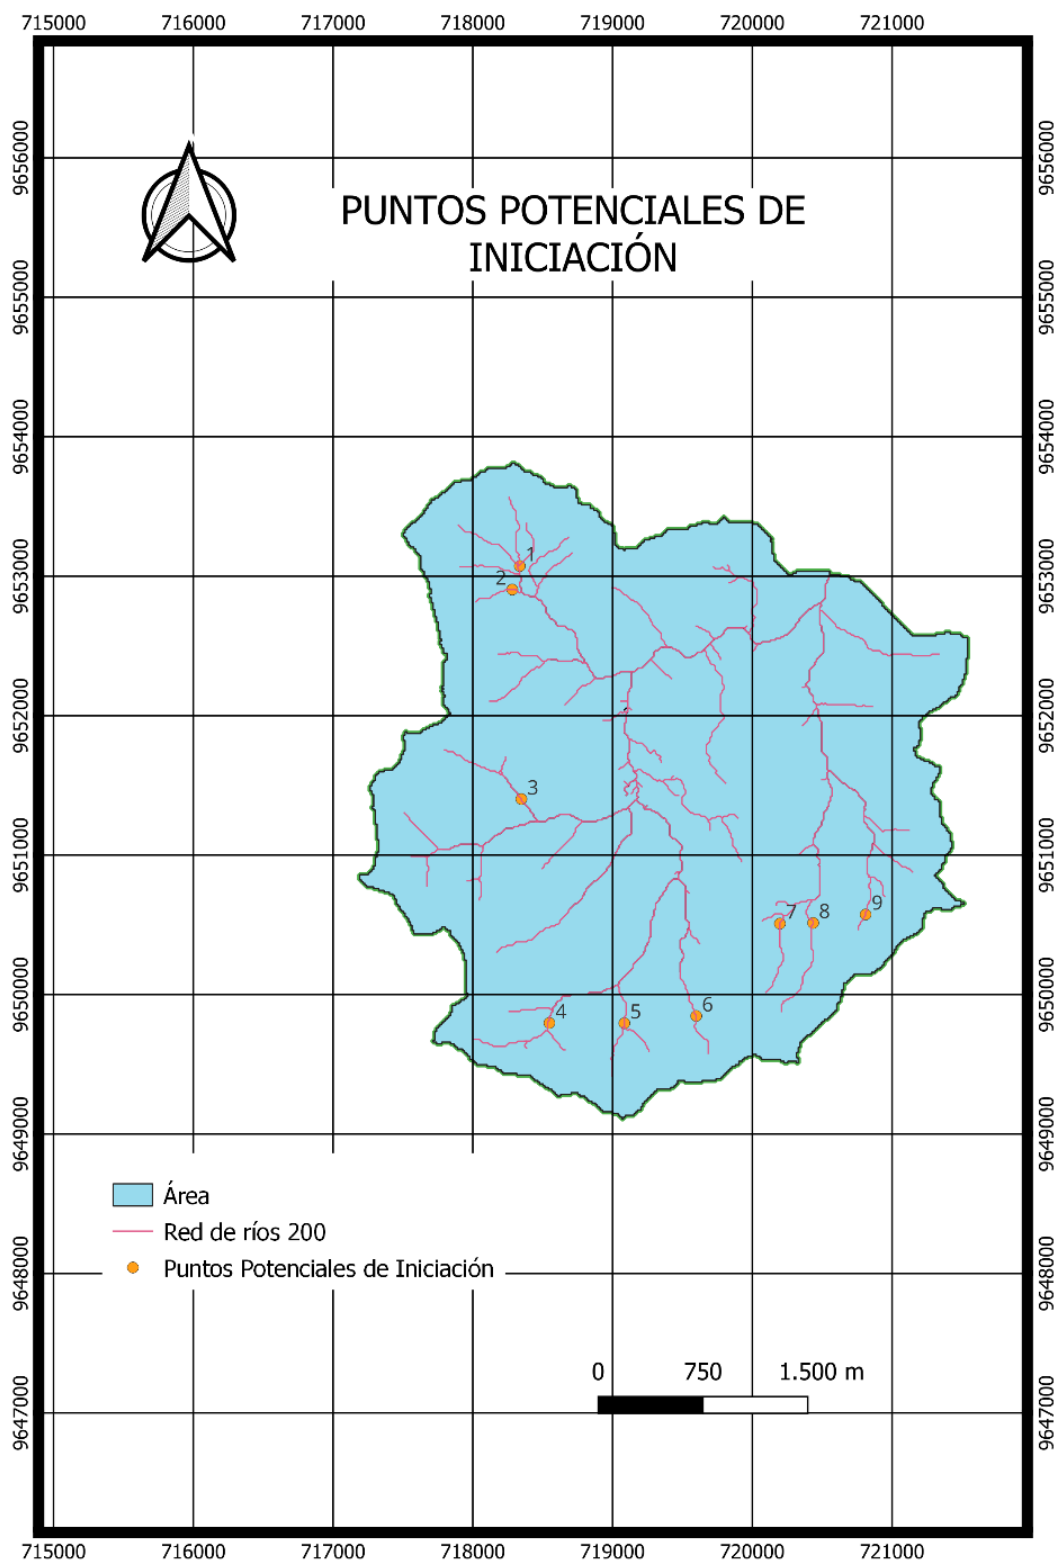 715000 716000 717000 718000 719000 720000 721000
9656000 9656000
PUNTOS POTENCIALES DE
INICIACIÓN
9655000 9655000
9654000 9654000
1
9653000 9653000
2
9652000 9652000
3
9651000 9651000
7 8 9
9650000 9650000
4 5 6
9649000 9649000
Área
Red de ríos 200
Puntos Potenciales de Iniciación
9648000 9648000
0 750 1.500 m
9647000 9647000
715000 716000 717000 718000 719000 720000 721000